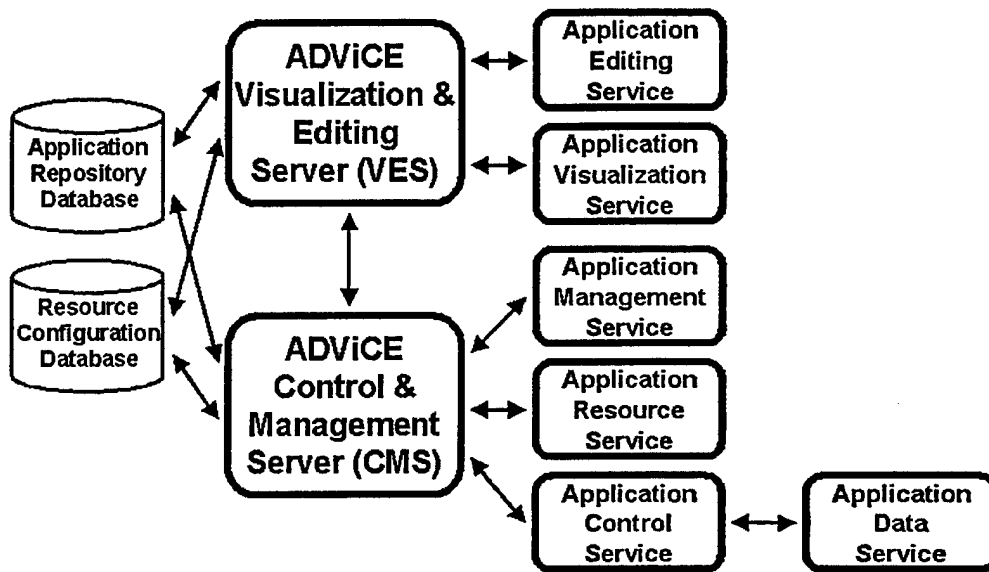 Application
Repository
Database
Resource
Configuration
Database
ADViCE
Visualization &
Editing
Server (VES)
ADViCE
Control &
Management
Server (CMS)
Application
Editing
Service
Application
Visualization
Service
Application
Management
Service
Application
Resource
Service
Application
Control
Service
Application
Data
Service